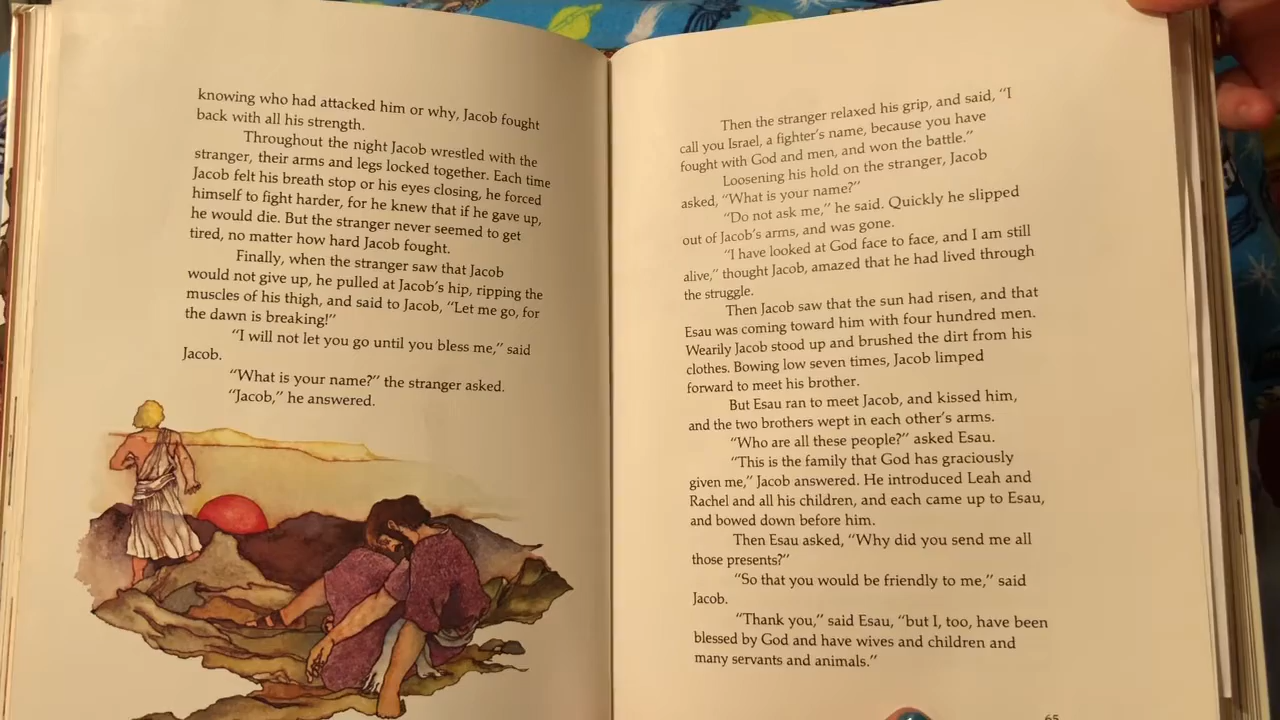 knowing who had attacked him or why, Jacob fought
back with all his strength.
Throughout the night Jacob wrestled with the
stranger, their arms and legs locked together. Each time
Jacob felt his breath stop or his eyes closing, he forced
himself to fight harder, for he knew that if he gave up,
he would die. But the stranger never seemed to get
tired, no matter how hard Jacob fought.
Finally, when the stranger saw that Jacob
would not give up, he pulled at Jacob's hip, ripping the
muscles of his thigh, and said to Jacob, "Let me go, for
the dawn is breaking!"
"I will not let you go until you bless me," said
Jacob.
"What is your name?" the stranger asked.
"Jacob," he answered.
Then the stranger relaxed his grip, and said, "I
call you Israel, a fighter's name, because you have
fought with God and men, and won the battle."
Loosening his hold on the stranger, Jacob
asked, "What is your name?"
"Do not ask me," he said. Quickly he slipped
out of Jacob's arms, and was gone.
"I have looked at God face to face, and I am still
alive," thought Jacob, amazed that he had lived through
the struggle.
Then Jacob saw that the sun had risen, and that
Esau was coming toward him with four hundred men.
Wearily Jacob stood up and brushed the dirt from his
clothes. Bowing low seven times, Jacob limped
forward to meet his brother.
But Esau ran to meet Jacob, and kissed him,
and the two brothers wept in each other's arms.
"Who are all these people?" asked Esau.
"This is the family that God has graciously
given me," Jacob answered. He introduced Leah and
Rachel and all his children, and each came up to Esau,
and bowed down before him.
Then Esau asked, "Why did you send me all
those presents?"
"So that you would be friendly to me," said
Jacob.
"Thank you," said Esau, "but I, too, have been
blessed by God and have wives and children and
many servants and animals."
65